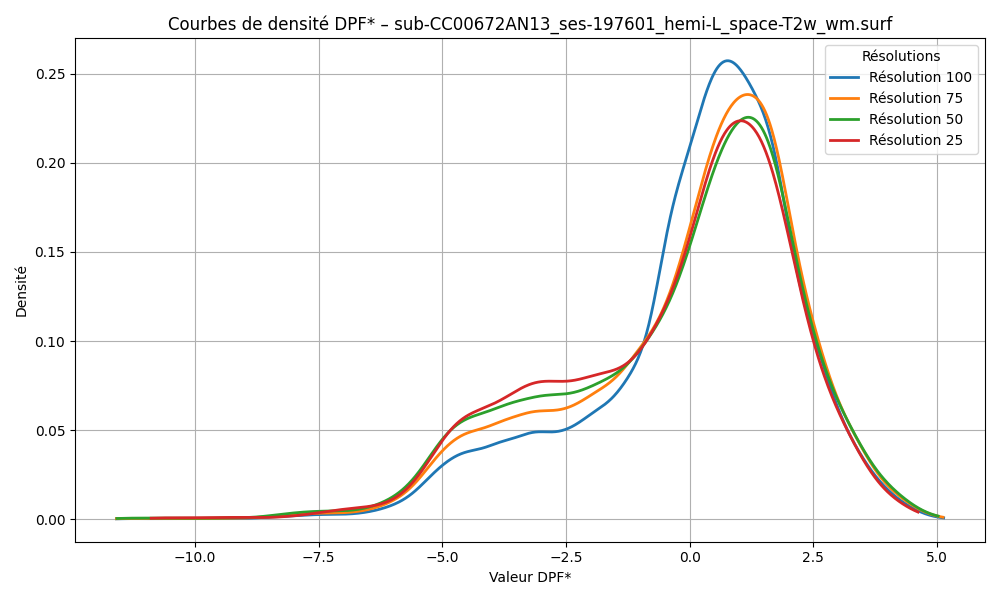 Courbes de densité DPF* – sub-CC00672AN13_ses-197601_hemi-L_space-T2w_wm.surf
Résolutions
Résolution 100
Résolution 75
Résolution 50
Résolution 25
Densité
0.25
0.20
0.15
0.10
0.05
0.00
−10.0
−7.5
−5.0
−2.5
0.0
2.5
5.0
Valeur DPF*